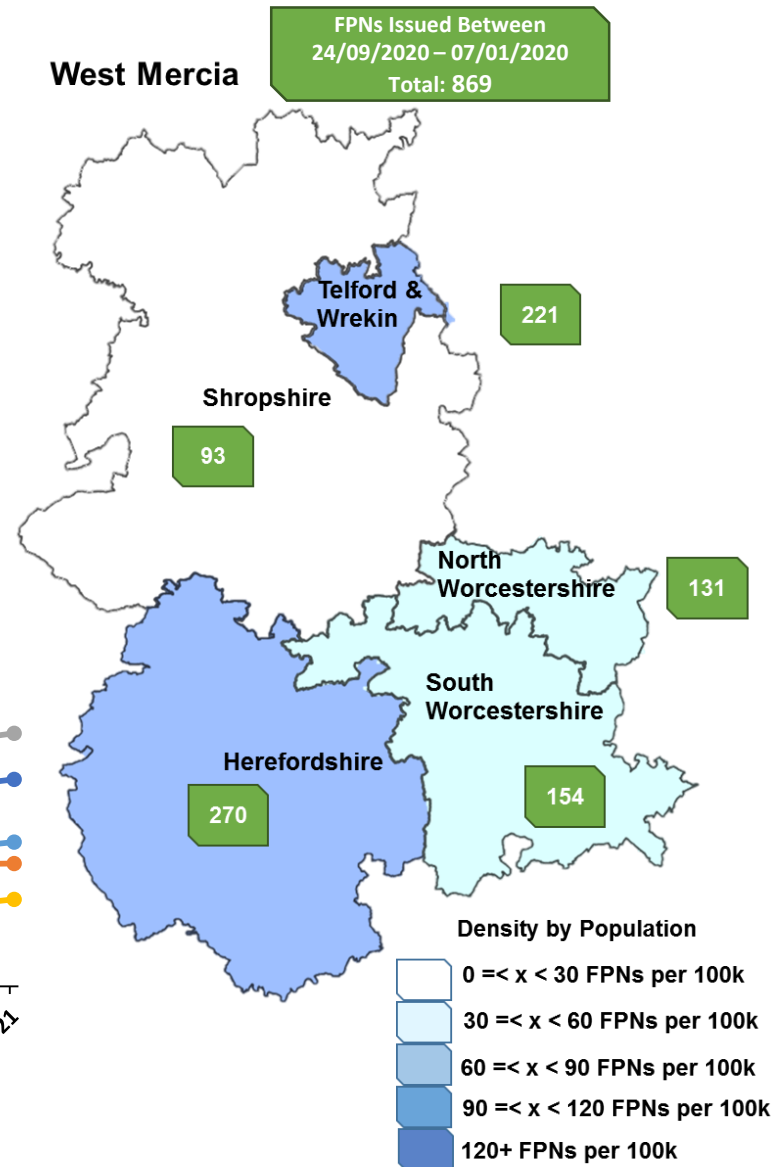 FPNs Issued Between
24/09/2020 – 07/01/2020
Total: 869
West Mercia
Telford &
Wrekin
221
Shropshire
93
North
Worcestershire
131
South
Worcestershire
Herefordshire
270
154
Density by Population
0 =< x < 30 FPNs per 100k
30 =< x < 60 FPNs per 100k
60 =< x < 90 FPNs per 100k
90 =< x < 120 FPNs per 100k
120+ FPNs per 100k
21